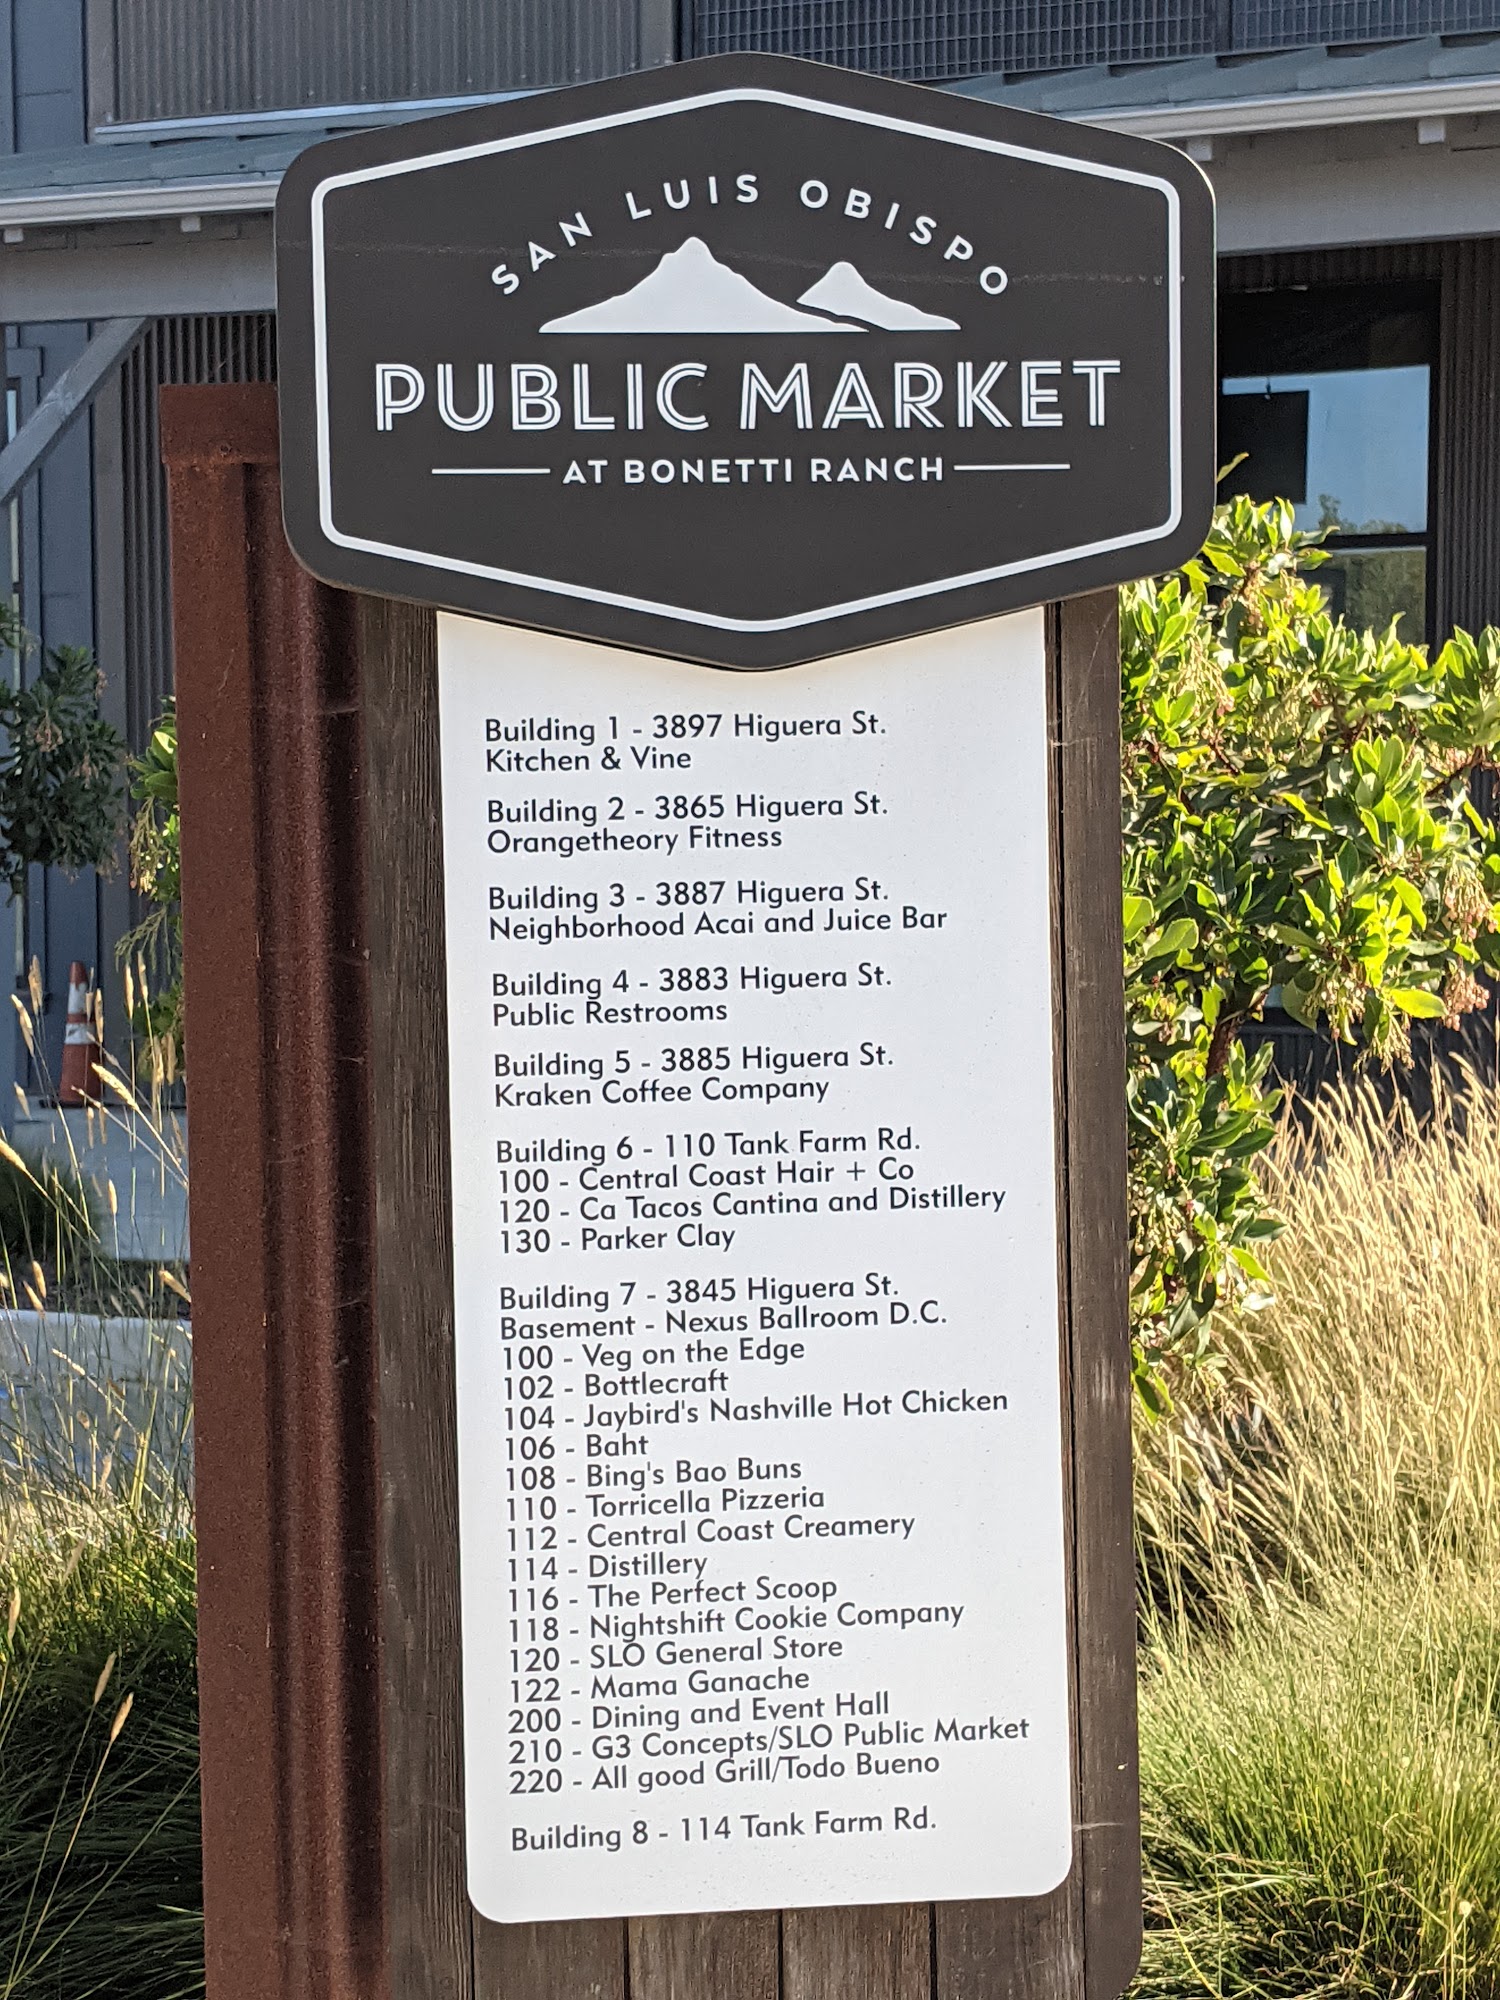 SAN LUIS OBISPO
PUBLIC MARKET
AT BONETTI RANCH
Building 1 - 3897 Higuera St.
Kitchen & Vine
Building 2 - 3865 Higuera St.
Orangetheory Fitness
Building 3 - 3887 Higuera St.
Neighborhood Acai and Juice Bar
Building 4 - 3883 Higuera St.
Public Restrooms
Building 5 - 3885 Higuera St.
Kraken Coffee Company
Building 6 - 110 Tank Farm Rd.
100 - Central Coast Hair + Co
120 - Ca Tacos Cantina and Distillery
130 - Parker Clay
Building 7 - 3845 Higuera St.
Basement - Nexus Ballroom D.C.
100 - Veg on the Edge
102 - Bottlecraft
104 - Jaybird's Nashville Hot Chicken
106 - Baht
108 - Bing's Bao Buns
110 - Torricella Pizzeria
112 - Central Coast Creamery
114 - Distillery
116 - The Perfect Scoop
118 - Nightshift Cookie Company
120 - SLO General Store
122 - Mama Ganache
200 - Dining and Event Hall
210 - G3 Concepts/SLO Public Market
220 - All good Grill/Todo Bueno
Building 8 - 114 Tank Farm Rd.